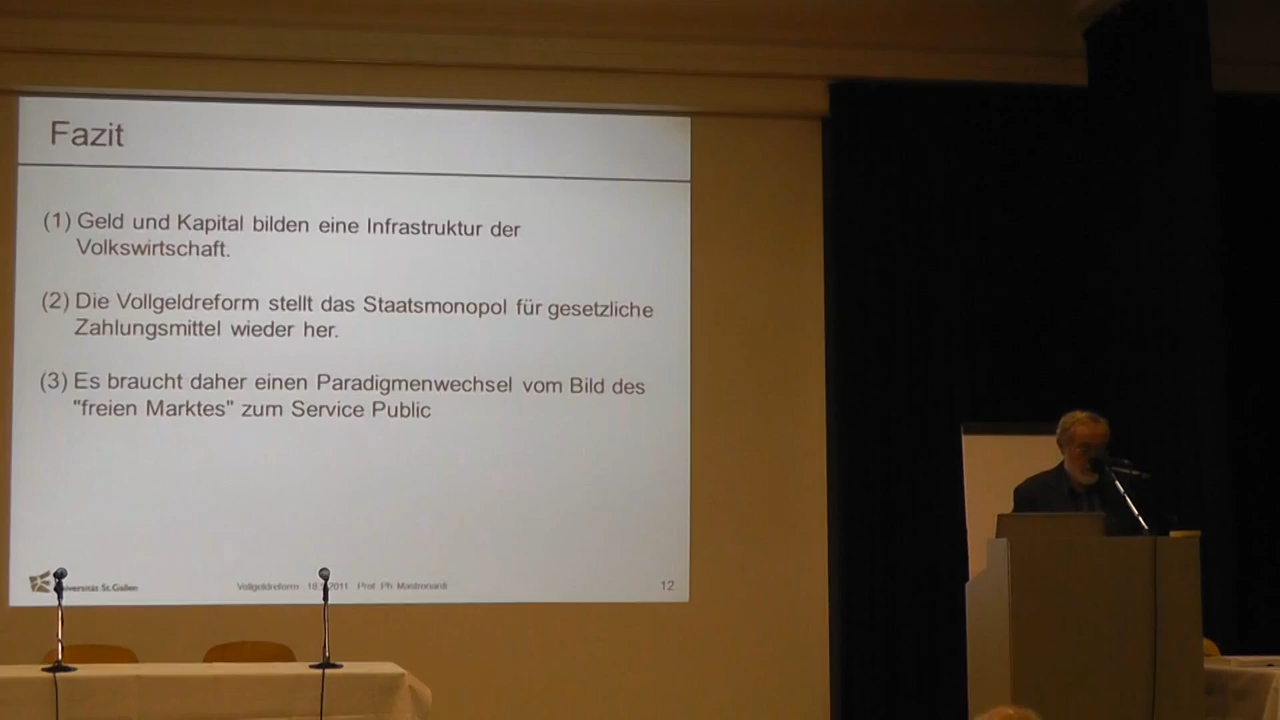 Fazit
(1) Geld und Kapital bilden eine Infrastruktur der
Volkswirtschaft.
(2) Die Vollgeldreform stellt das Staatsmonopol für gesetzliche
Zahlungsmittel wieder her.
(3) Es braucht daher einen Paradigmenwechsel vom Bild des
"freien Marktes" zum Service Public
St.Gallen
Vollgeldreform 2011 Prof. Ph. Mastronardi
12